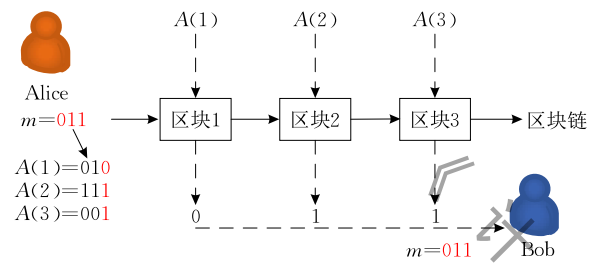 A(1) A(2) A(3)
Alice
m=011
区块1 区块2 区块3 区块链
A(1)=010
A(2)=111
A(3)=001
0 1 1
m=011 Bob